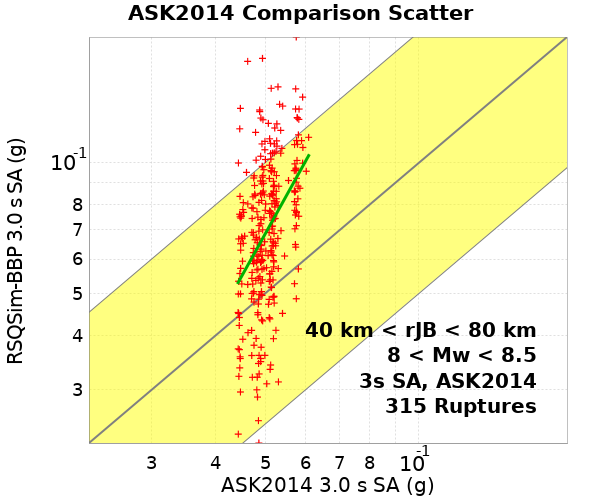 ASK2014 Comparison Scatter
RSQSim-BBP 3.0 s SA (g)
10-1
8
7
6
5
4
3
40 km < rJB < 80 km
8 < Mw < 8.5
3s SA, ASK2014
315 Ruptures
3 4 5 6 7 8 10-1
ASK2014 3.0 s SA (g)